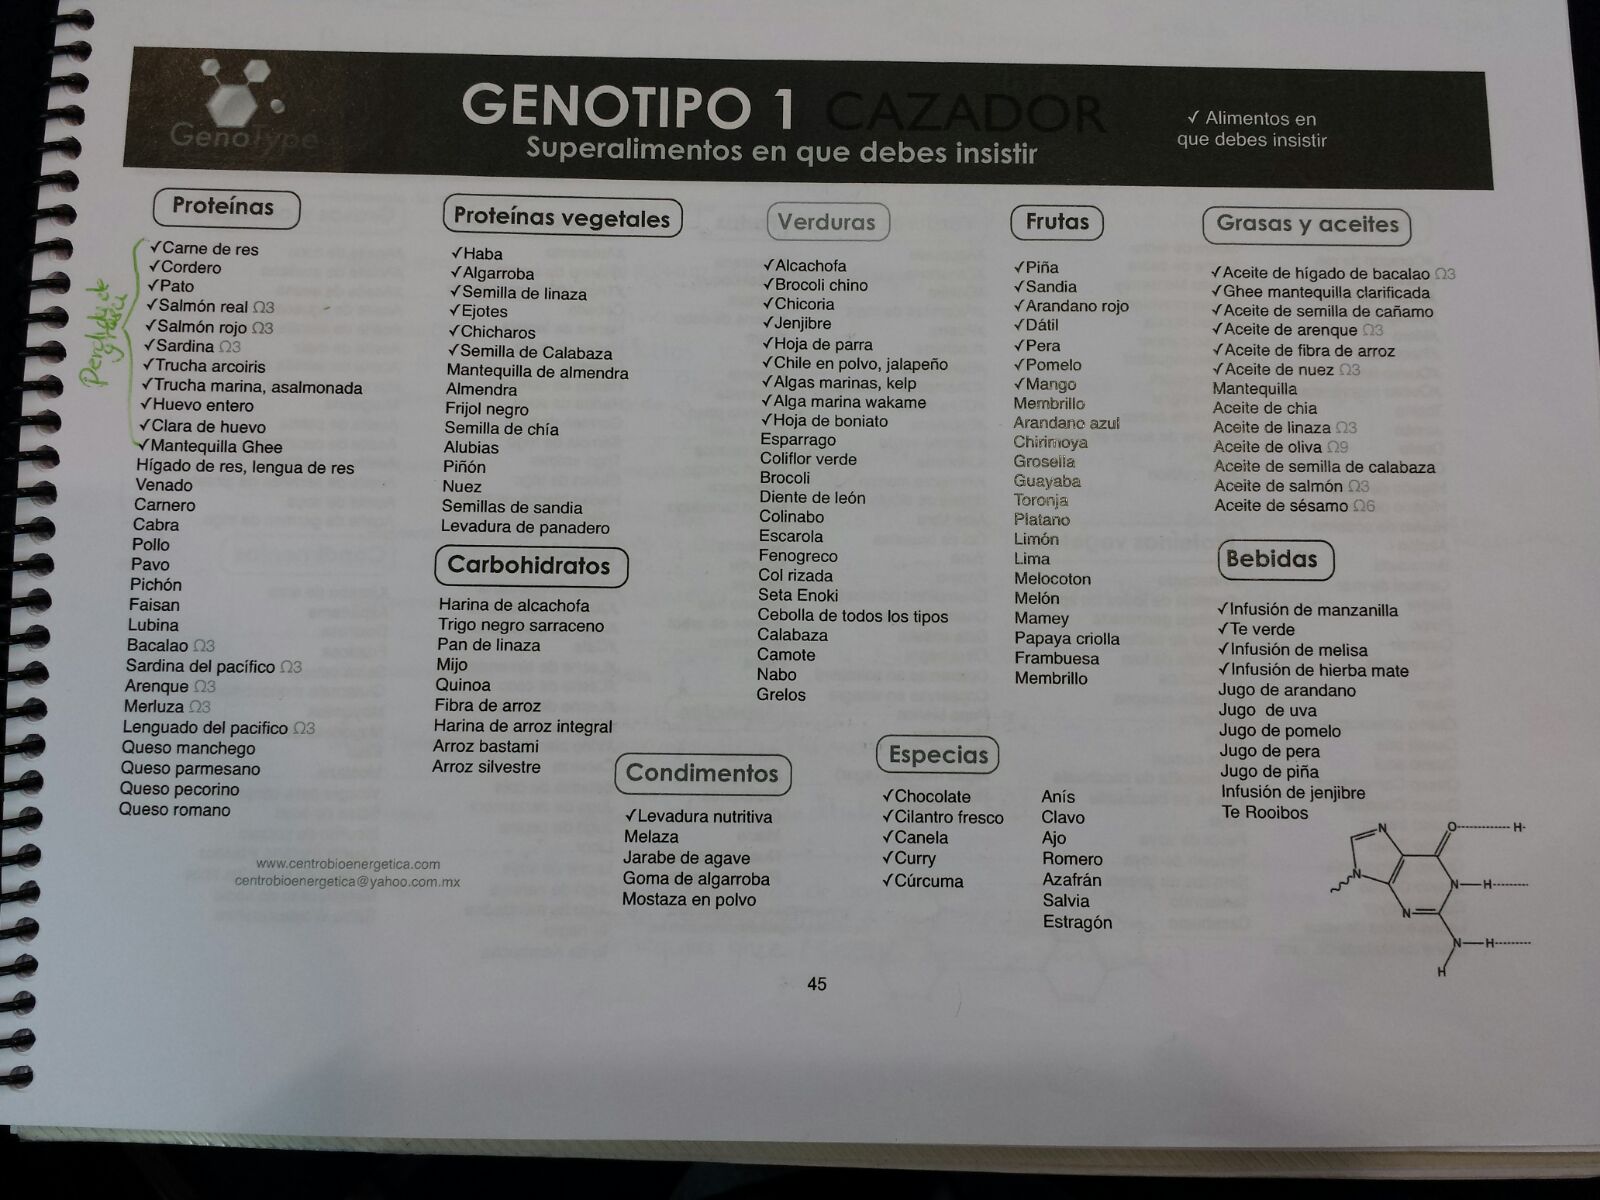 GenoType
GENOTIPO 1 CAZADOR
Superalimentos en que debes insistir
✓ Alimentos en
que debes insistir
Perdida de
grasa
Proteínas
✓Carne de res
✓Cordero
✓Pato
✓Salmón real Ω3
✓Salmón rojo Ω3
✓Sardina Ω3
✓Trucha arcoiris
✓Trucha marina, asalmonada
✓Huevo entero
✓Clara de huevo
✓Mantequilla Ghee
Hígado de res, lengua de res
Venado
Carnero
Cabra
Pollo
Pavo
Pichón
Faisan
Lubina
Bacalao Ω3
Sardina del pacífico Ω3
Arenque Ω3
Merluza Ω3
Lenguado del pacifico Ω3
Queso manchego
Queso parmesano
Queso pecorino
Queso romano
www.centrobioenergetica.com
centrobioenergetica@yahoo.com.mx
Proteínas vegetales
✓Haba
✓Algarroba
✓Semilla de linaza
✓Ejotes
✓Chicharos
✓Semilla de Calabaza
Mantequilla de almendra
Almendra
Frijol negro
Semilla de chía
Alubias
Piñón
Nuez
Semillas de sandia
Levadura de panadero
Carbohidratos
Harina de alcachofa
Trigo negro sarraceno
Pan de linaza
Mijo
Quinoa
Fibra de arroz
Harina de arroz integral
Arroz bastami
Arroz silvestre
Condimentos
✓Levadura nutritiva
Melaza
Jarabe de agave
Goma de algarroba
Mostaza en polvo
Verduras
✓Alcachofa
✓Brocoli chino
✓Chicoria
✓Jenjibre
✓Hoja de parra
✓Chile en polvo, jalapeño
✓Algas marinas, kelp
✓Alga marina wakame
✓Hoja de boniato
Esparrago
Coliflor verde
Brocoli
Diente de león
Colinabo
Escarola
Fenogreco
Col rizada
Seta Enoki
Cebolla de todos los tipos
Calabaza
Camote
Nabo
Grelos
Especias
✓Chocolate
✓Cilantro fresco
✓Canela
✓Curry
✓Cúrcuma
Anís
Clavo
Ajo
Romero
Azafrán
Salvia
Estragón
Frutas
✓Piña
✓Sandia
✓Arandano rojo
✓Dátil
✓Pera
✓Pomelo
✓Mango
Membrillo
Arandano azul
Chirimoya
Grosella
Guayaba
Toronja
Platano
Limón
Lima
Melocoton
Melón
Mamey
Papaya criolla
Frambuesa
Membrillo
Grasas y aceites
✓Aceite de hígado de bacalao Ω3
✓Ghee mantequilla clarificada
✓Aceite de semilla de cañamo
✓Aceite de arenque Ω3
✓Aceite de fibra de arroz
✓Aceite de nuez Ω3
Mantequilla
Aceite de chia
Aceite de linaza Ω3
Aceite de oliva Ω9
Aceite de semilla de calabaza
Aceite de salmón Ω3
Aceite de sésamo Ω6
Bebidas
✓Infusión de manzanilla
✓Te verde
✓Infusión de melisa
✓Infusión de hierba mate
Jugo de arandano
Jugo de uva
Jugo de pomelo
Jugo de pera
Jugo de piña
Infusión de jenjibre
Te Rooibos
N O H
N N H
N
N H
H
45